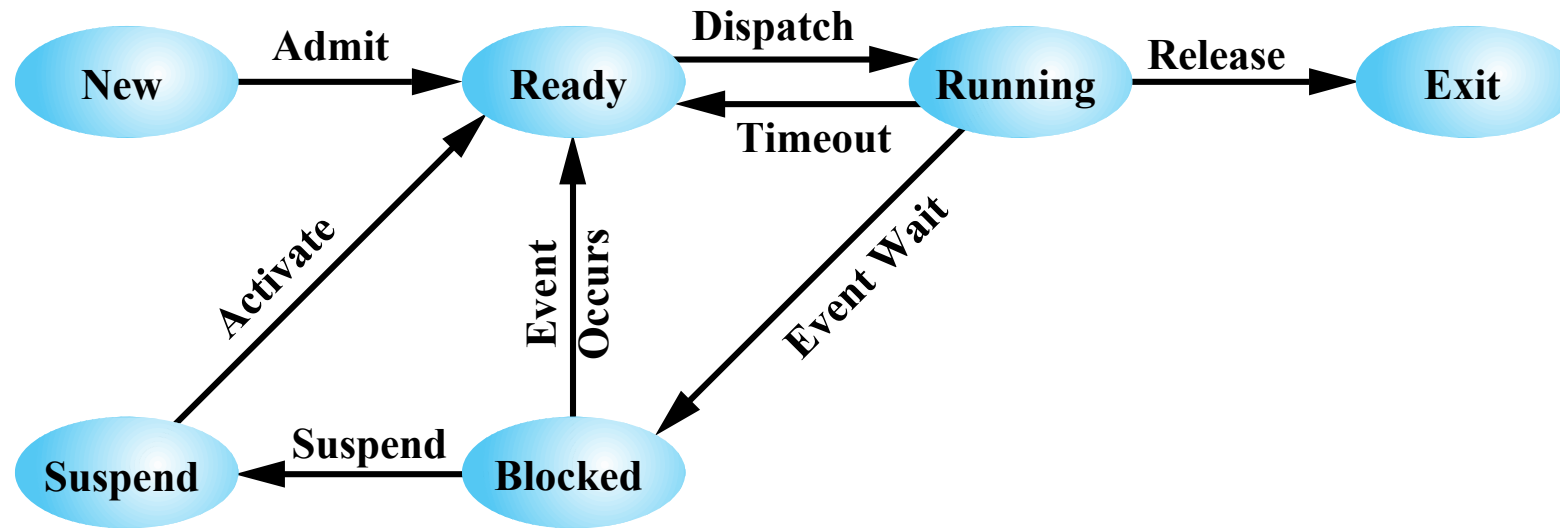 New
Admit
Ready
Dispatch
Timeout
Running
Release
Exit
Activate
Event
Occurs
Event Wait
Suspend
Suspend
Blocked